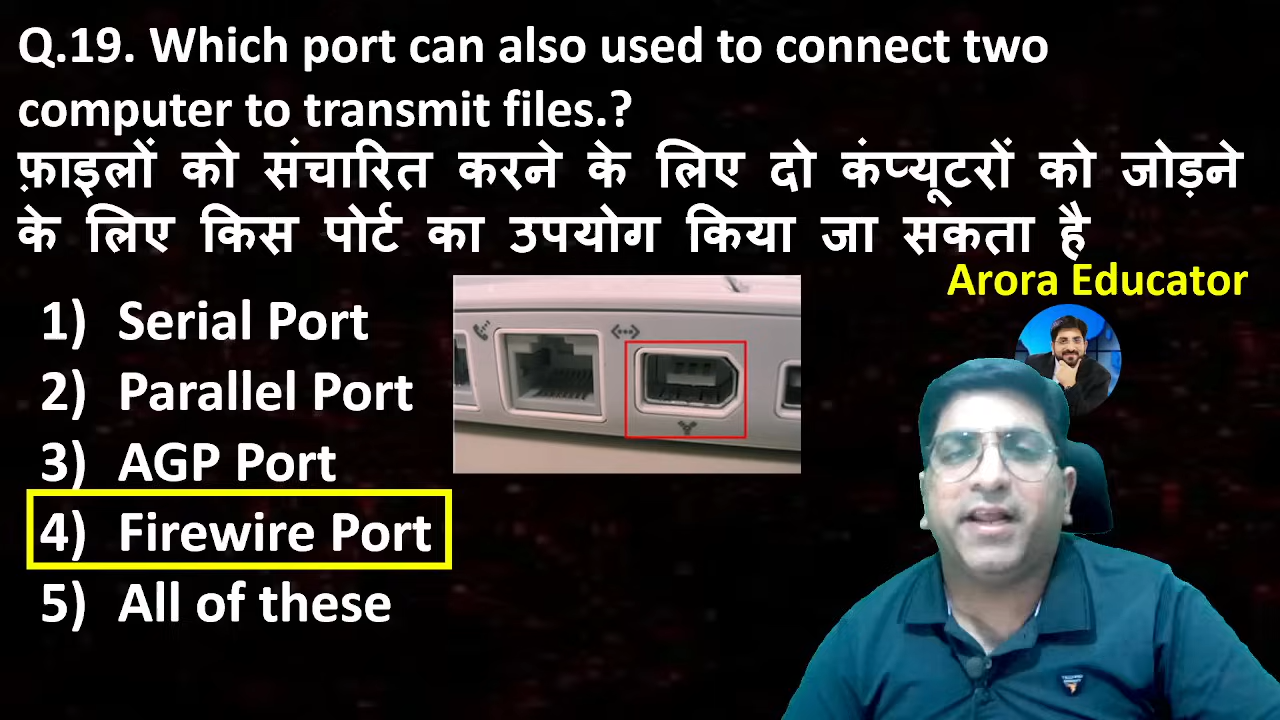 Q.19. Which port can also used to connect two
computer to transmit files.?
फ़ाइलों को संचारित करने के लिए दो कंप्यूटरों को जोड़ने
के लिए किस पोर्ट का उपयोग किया जा सकता है
Arora Educator
1) Serial Port
2) Parallel Port
3) AGP Port
4) Firewire Port
5) All of these